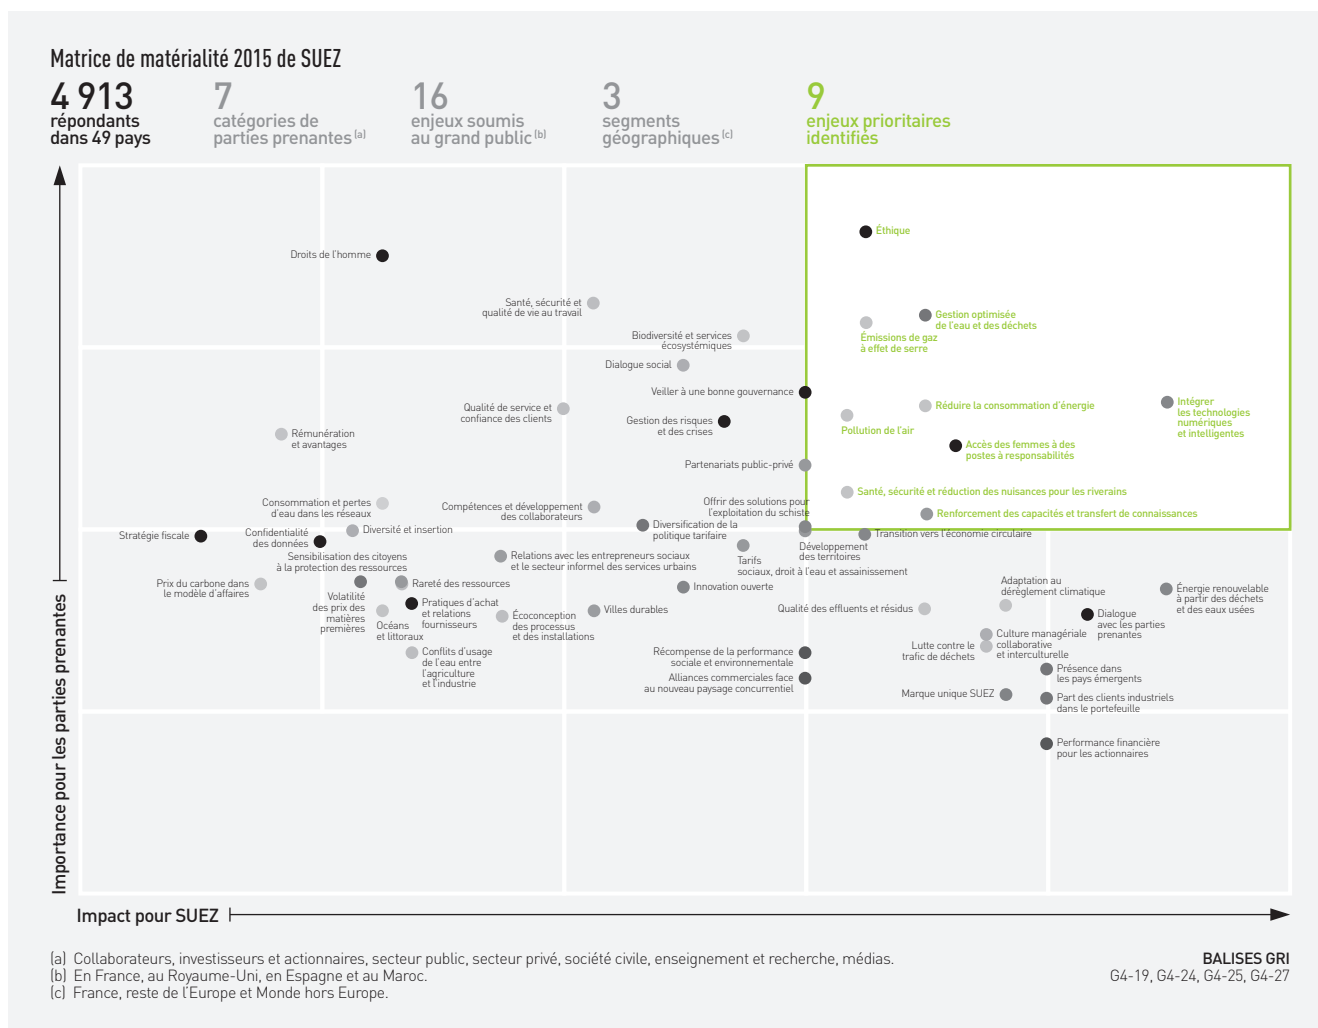 Matrice de matérialité 2015 de SUEZ
4 913
répondants
dans 49 pays
7
catégories de
parties prenantes (a)
16
enjeux soumis
au grand public (b)
3
segments
géographiques (c)
9
enjeux prioritaires
identifiés
Importance pour les parties prenantes
Éthique
Droits de l'homme
Santé, sécurité et
qualité de vie au travail
Gestion optimisée
de l'eau et des déchets
Émissions de gaz
à effet de serre
Biodiversité et services
écosystémiques
Dialogue social
Veiller à une bonne gouvernance
Qualité de service et
confiance des clients
Gestion des risques
et des crises
Réduire la consommation d'énergie
Intégrer
les technologies
numériques
et intelligentes
Pollution de l'air
Rémunération
et avantages
Accès des femmes à des
postes à responsabilités
Partenariats public-privé
Santé, sécurité et réduction des nuisances pour les riverains
Consommation et pertes
d'eau dans les réseaux
Compétences et développement
des collaborateurs
Offrir des solutions pour
l'exploitation du schiste
Renforcement des capacités et transfert de connaissances
Stratégie fiscale
Confidentialité
des données
Diversité et insertion
Diversification de la
politique tarifaire
Développement
des territoires
Transition vers l'économie circulaire
Sensibilisation des citoyens
à la protection des ressources
Relations avec les entrepreneurs sociaux
et le secteur informel des services urbains
Tarifs
sociaux, droit à l'eau et assainissement
Prix du carbone dans
le modèle d'affaires
Volatilité
des prix des
matières
premières
Rareté des ressources
Innovation ouverte
Adaptation au
dérèglement climatique
Énergie renouvelable
à partir des déchets
et des eaux usées
Océans
et littoraux
Pratiques d'achat
et relations
fournisseurs
Écoconception
des processus
et des installations
Villes durables
Qualité des effluents et résidus
Dialogue
avec les parties
prenantes
Conflits d'usage
de l'eau entre
l'agriculture
et l'industrie
Récompense de la performance
sociale et environnementale
Lutte contre le
trafic de déchets
Culture managériale
collaborative
et interculturelle
Alliances commerciales face
au nouveau paysage concurrentiel
Présence dans
les pays émergents
Marque unique SUEZ
Part des clients industriels
dans le portefeuille
Performance financière
pour les actionnaires
Impact pour SUEZ
(a) Collaborateurs, investisseurs et actionnaires, secteur public, secteur privé, société civile, enseignement et recherche, médias.
(b) En France, au Royaume-Uni, en Espagne et au Maroc.
(c) France, reste de l'Europe et Monde hors Europe.
BALISES GRI
G4-19, G4-24, G4-25, G4-27